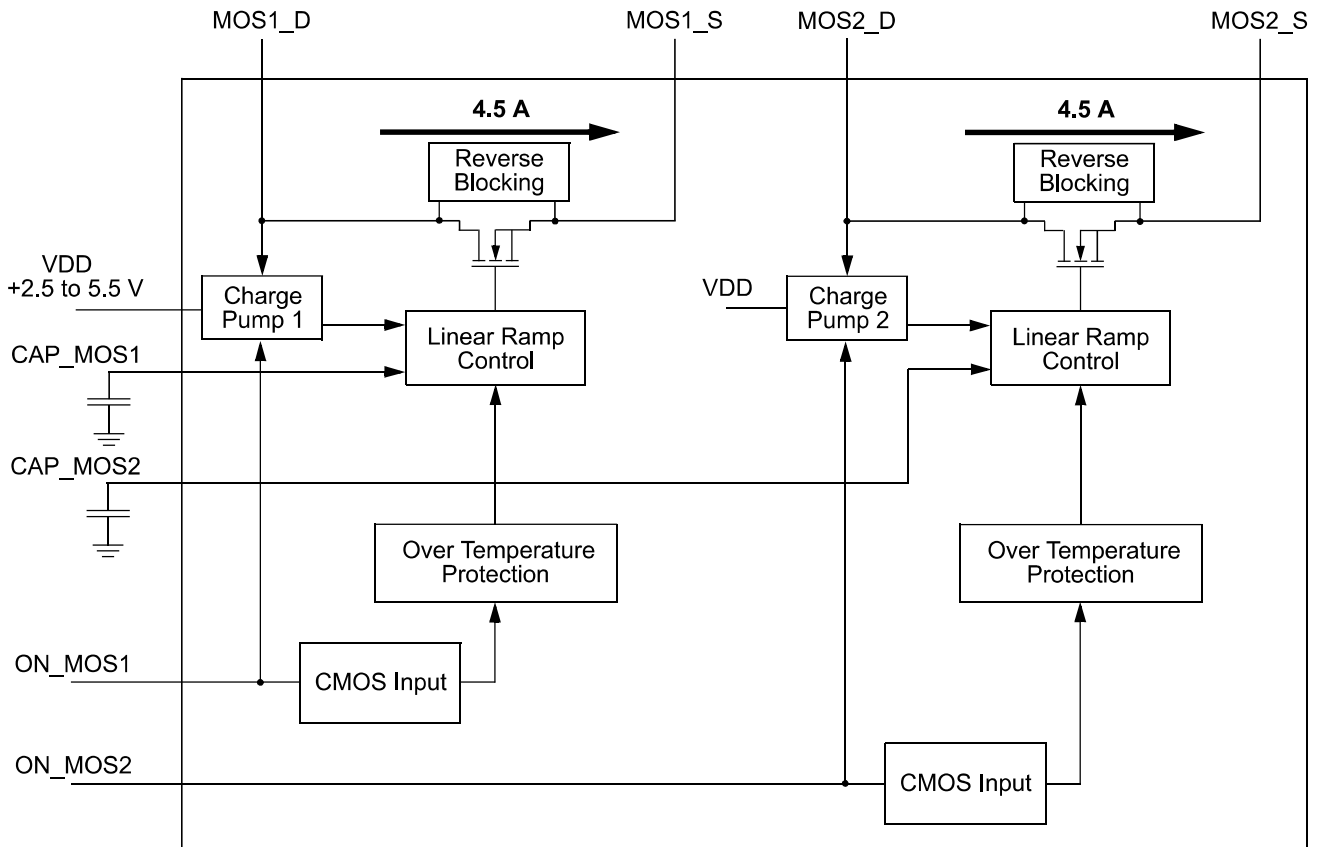 MOS1_D
MOS1_S
MOS2_D
MOS2_S
4.5 A
4.5 A
Reverse
Blocking
Reverse
Blocking
VDD
+2.5 to 5.5 V
Charge
Pump 1
Linear Ramp
Control
VDD
Charge
Pump 2
Linear Ramp
Control
CAP_MOS1
CAP_MOS2
Over Temperature
Protection
Over Temperature
Protection
ON_MOS1
CMOS Input
ON_MOS2
CMOS Input